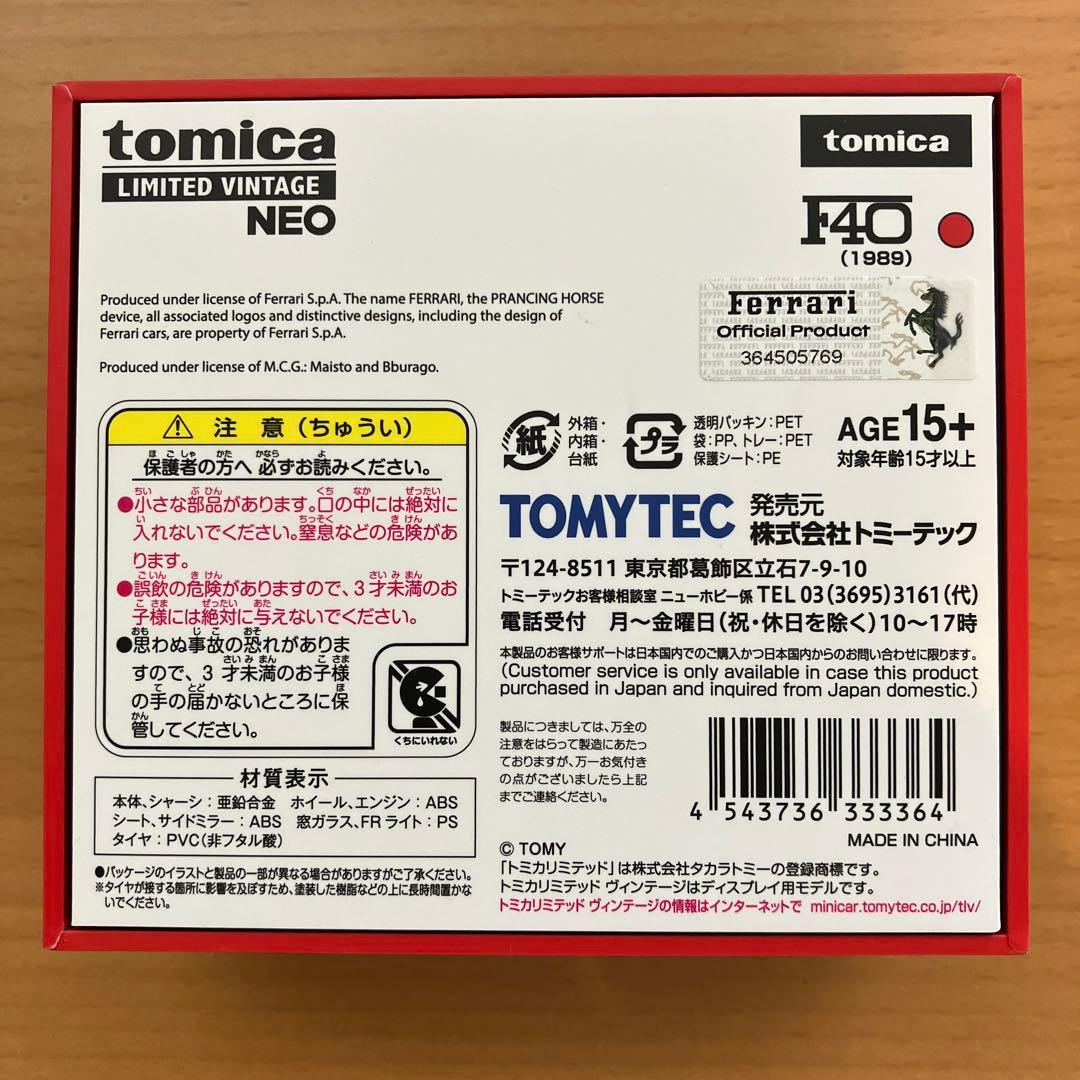 tomica
LIMITED VINTAGE
NEO
tomica
F40
(1989)
Produced under license of Ferrari S.p.A. The name FERRARI, the PRANCING HORSE
device, all associated logos and distinctive designs, including the design of
Ferrari cars, are property of Ferrari S.p.A.
Produced under license of M.C.G.: Maisto and Bburago.
Ferrari
Official Product
364505769
注 意（ちゅうい）
保護者の方へ 必ずお読みください。
●小さな部品があります。口の中には絶対に
入れないでください。窒息などの危険があ
ります。
●誤飲の危険がありますので、3才未満のお
子様には絶対に与えないでください。
●思わぬ事故の恐れがありま
すので、3才未満のお子様
の手の届かないところに保
管してください。
くちにいれない
材質表示
本体、シャーシ：亜鉛合金 ホイール、エンジン：ABS
シート、サイドミラー：ABS 窓ガラス、FRライト：PS
タイヤ：PVC(非フタル酸)
●パッケージのイラストと製品の一部が異なる場合がありますがご了承ください。
※タイヤが接する箇所に影響を及ぼすため、塗装した樹脂などの上に長時間置かな
いでください。
紙
外箱・
内箱・
台紙
プラ
透明パッキン：PET
袋：PP、トレー：PET
保護シート：PE
AGE15+
対象年齢15才以上
TOMYTEC
発売元
株式会社トミーテック
〒124-8511 東京都葛飾区立石7-9-10
トミーテックお客様相談室 ニューホビー係 TEL 03(3695)3161(代)
電話受付 月〜金曜日(祝・休日を除く)10〜17時
本製品のお客様サポートは日本国内でのご購入かつ日本国内からのお問い合わせに限ります。
(Customer service is only available in case this product
purchased in Japan and inquired from Japan domestic.)
製品につきましては、万全の
注意をはらって製造にあたっ
ておりますが、万一お気付き
の点がございましたら上記
までご連絡ください。
4 543736 333364
MADE IN CHINA
© TOMY
「トミカリミテッド」は株式会社タカラトミーの登録商標です。
トミカリミテッド ヴィンテージはディスプレイ用モデルです。
トミカリミテッド ヴィンテージの情報はインターネットで minicar.tomytec.co.jp/tlv/